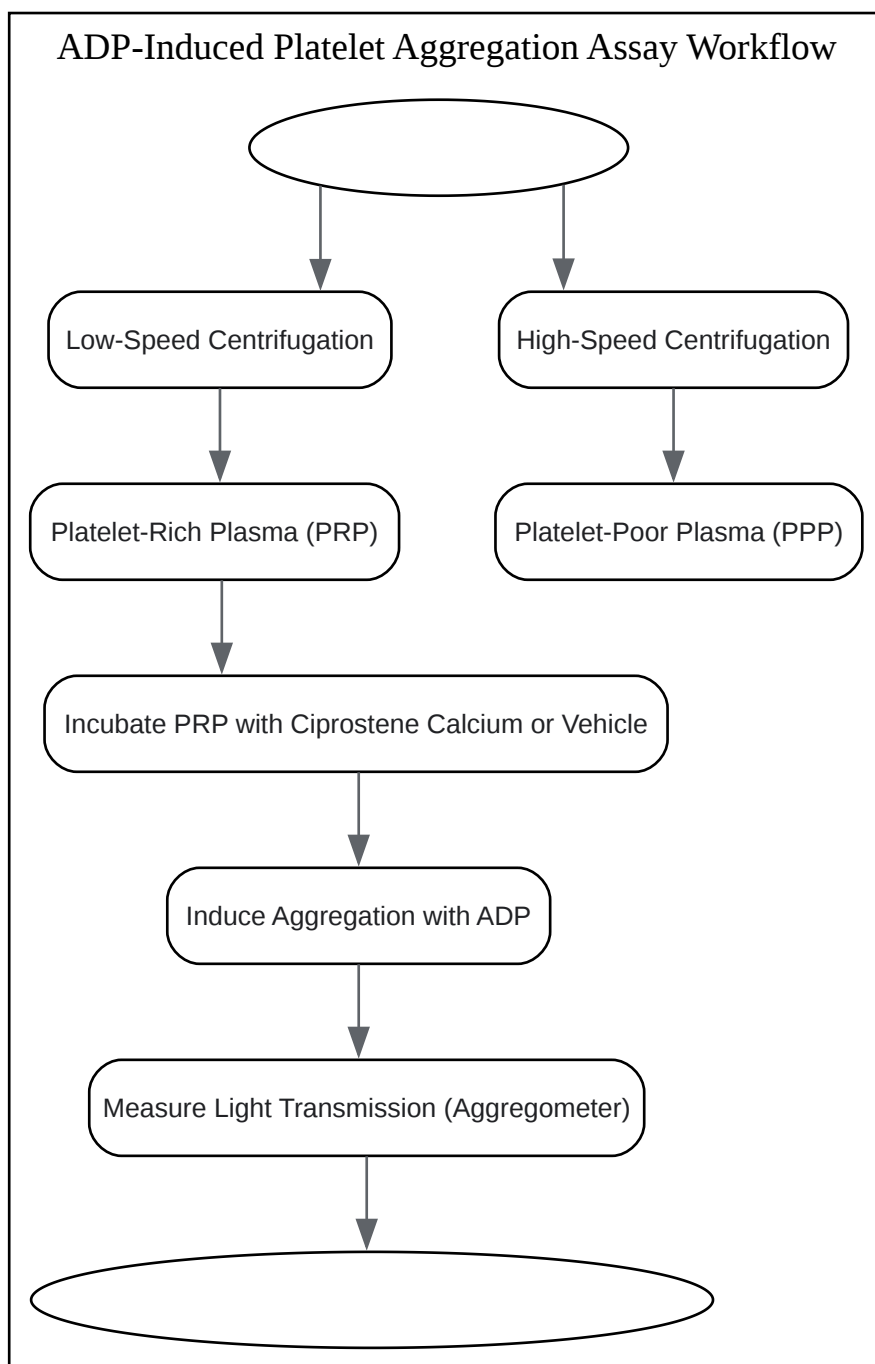 ADP-Induced Platelet Aggregation Assay Workflow
Low-Speed Centrifugation
High-Speed Centrifugation
Platelet-Rich Plasma (PRP)
Platelet-Poor Plasma (PPP)
Incubate PRP with Ciprostene Calcium or Vehicle
Induce Aggregation with ADP
Measure Light Transmission (Aggregometer)